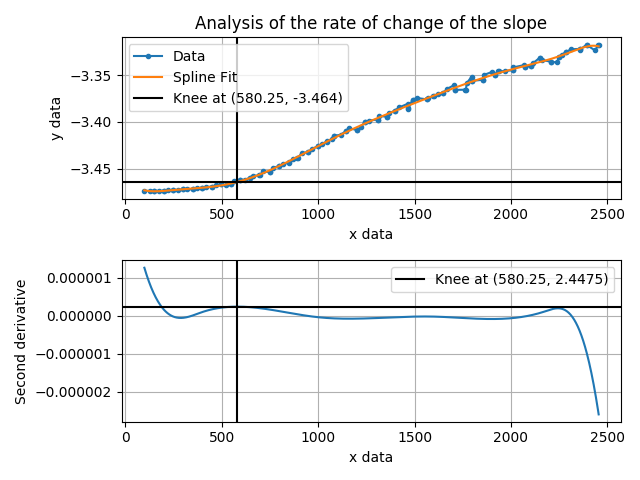 Analysis of the rate of change of the slope
Data
Spline Fit
Knee at (580.25, -3.464)
−3.35
−3.40
−3.45
y data
0
500
1000
1500
2000
2500
x data
Knee at (580.25, 2.4475)
0.000001
0.000000
−0.000001
−0.000002
Second derivative
0
500
1000
1500
2000
2500
x data